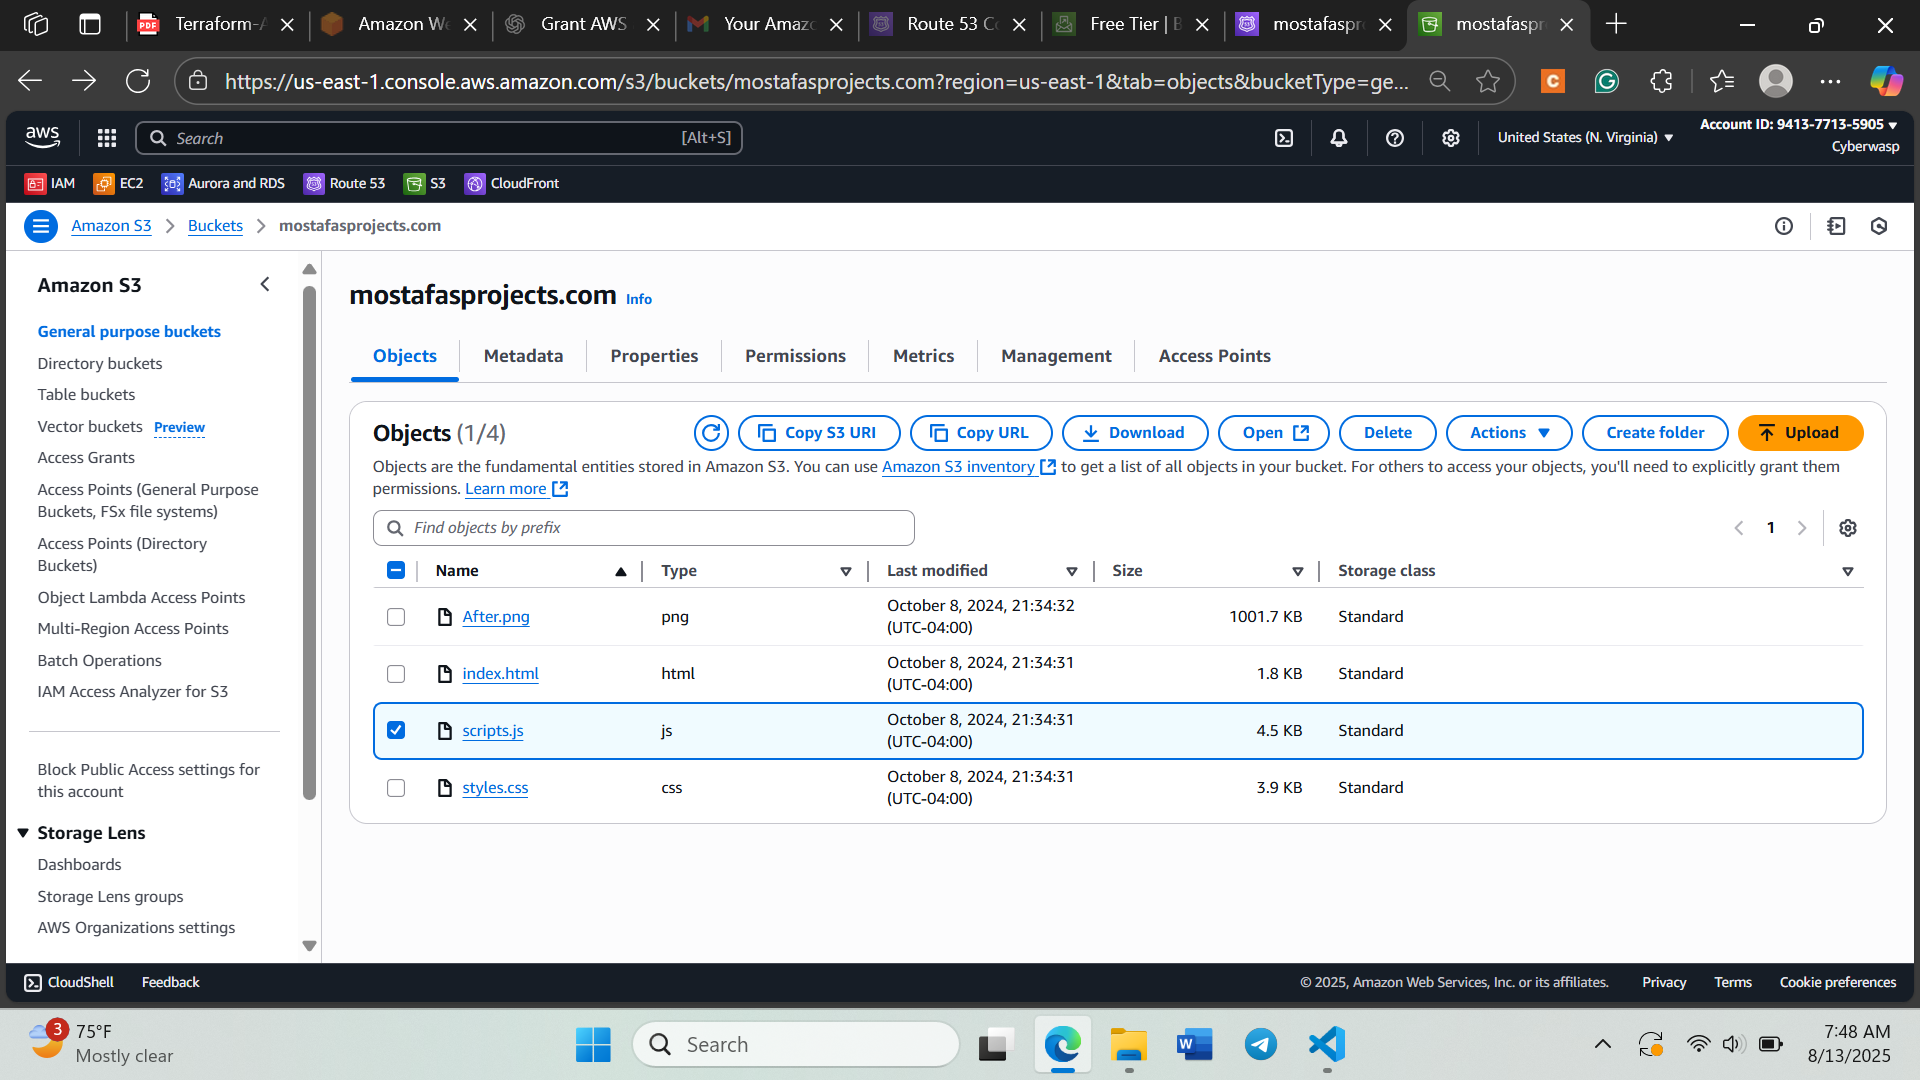 Terraform-A
Amazon We
Grant AWS
Your Amazo
Route 53 Co
Free Tier | B
mostafaspro
mostafaspro
https://us-east-1.console.aws.amazon.com/s3/buckets/mostafasprojects.com?region=us-east-1&tab=objects&bucketType=ge...
aws
Search
[Alt+S]
United States (N. Virginia)
Account ID: 9413-7713-5905
Cyberwasp
IAM
EC2
Aurora and RDS
Route 53
S3
CloudFront
Amazon S3
Buckets
mostafasprojects.com
Amazon S3
General purpose buckets
Directory buckets
Table buckets
Vector buckets Preview
Access Grants
Access Points (General Purpose
Buckets, FSx file systems)
Access Points (Directory
Buckets)
Object Lambda Access Points
Multi-Region Access Points
Batch Operations
IAM Access Analyzer for S3
Block Public Access settings for
this account
Storage Lens
Dashboards
Storage Lens groups
AWS Organizations settings
mostafasprojects.com Info
Objects
Metadata
Properties
Permissions
Metrics
Management
Access Points
Objects (1/4)
Copy S3 URI
Copy URL
Download
Open
Delete
Actions
Create folder
Upload
Objects are the fundamental entities stored in Amazon S3. You can use Amazon S3 inventory to get a list of all objects in your bucket. For others to access your objects, you'll need to explicitly grant them
permissions. Learn more
Find objects by prefix
1
Name
Type
Last modified
Size
Storage class
After.png
png
October 8, 2024, 21:34:32
(UTC-04:00)
1001.7 KB
Standard
index.html
html
October 8, 2024, 21:34:31
(UTC-04:00)
1.8 KB
Standard
scripts.js
js
October 8, 2024, 21:34:31
(UTC-04:00)
4.5 KB
Standard
styles.css
css
October 8, 2024, 21:34:31
(UTC-04:00)
3.9 KB
Standard
CloudShell
Feedback
© 2025, Amazon Web Services, Inc. or its affiliates.
Privacy
Terms
Cookie preferences
3
75°F
Mostly clear
Search
7:48 AM
8/13/2025